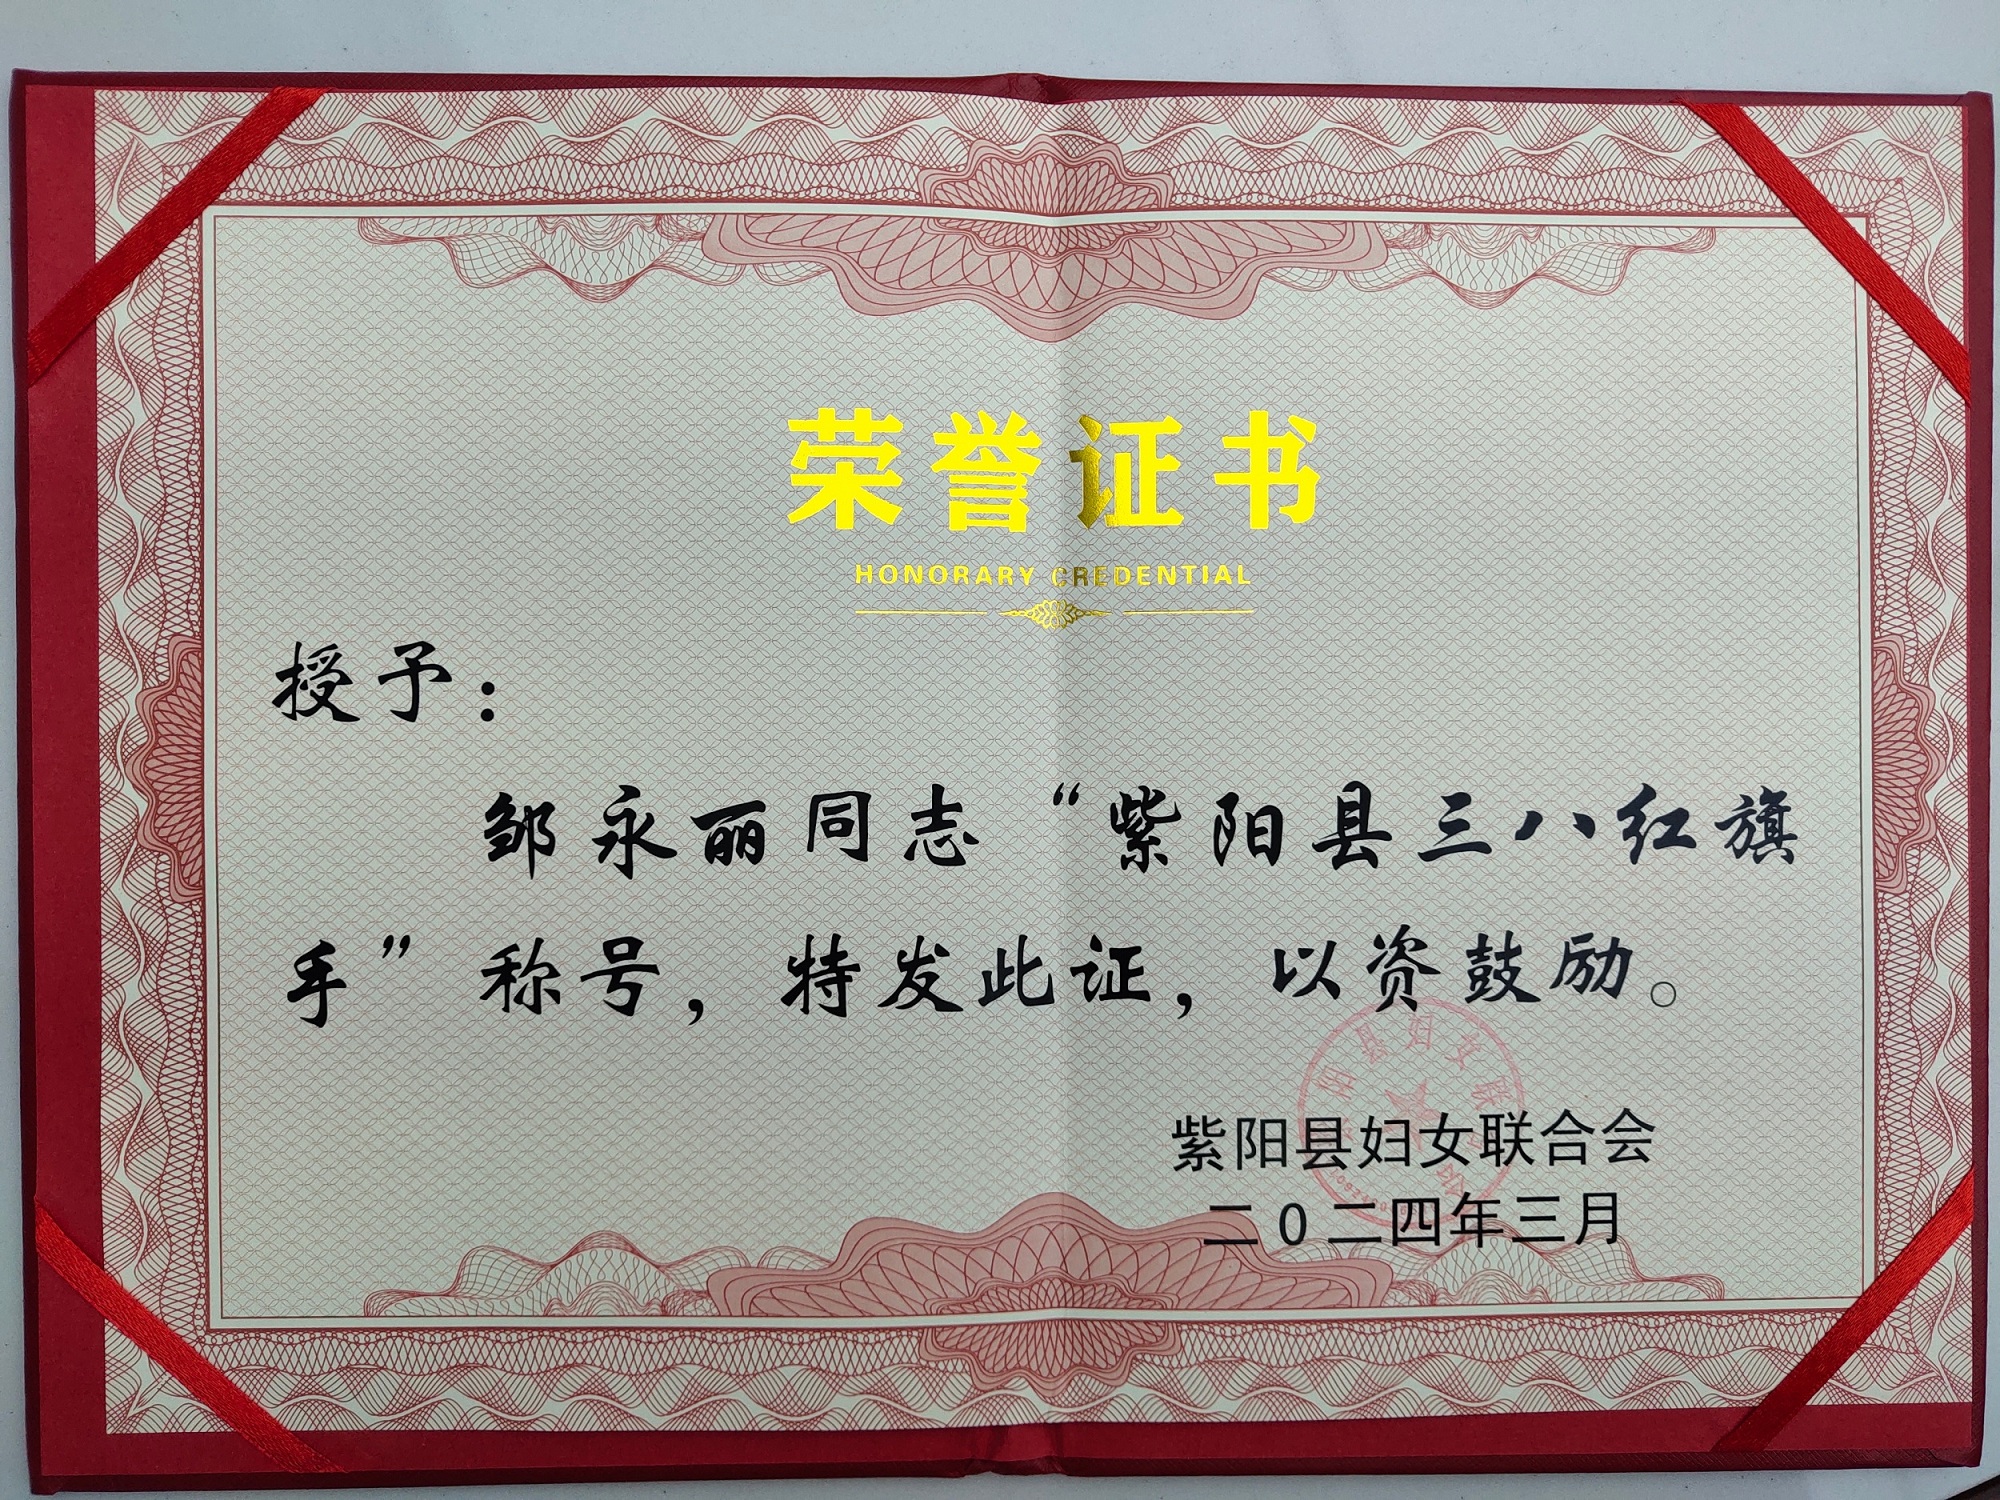 荣誉证书
HONORARY CREDENTIAL
授予：
邹永丽同志“紫阳县三八红旗
手”称号，特发此证，以资鼓励。
紫阳县妇女联合会
二0二四年三月